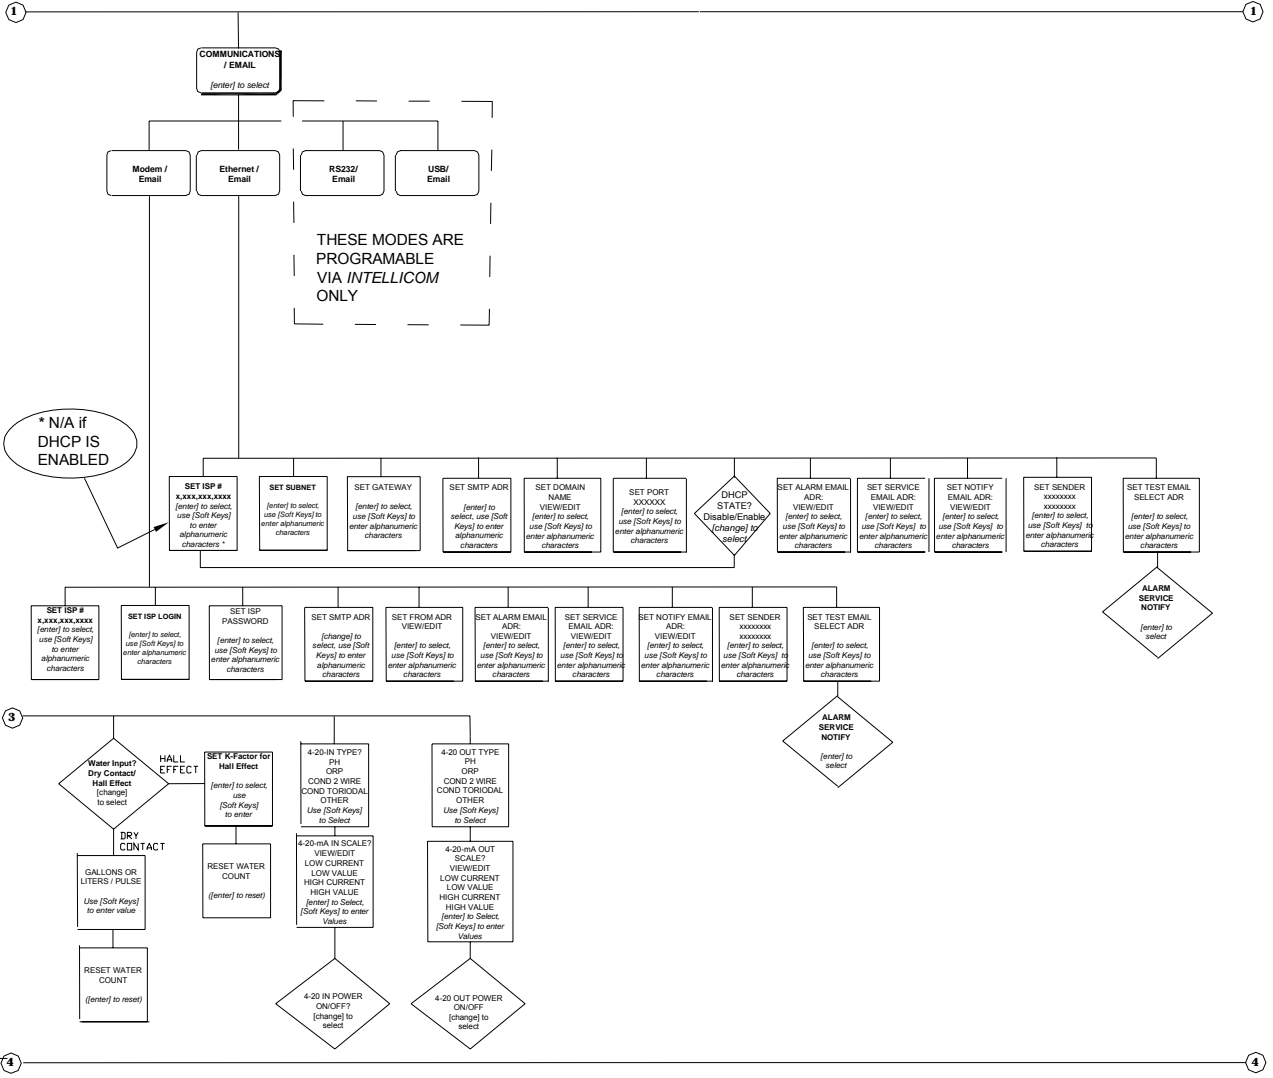 1
1
COMMUNICATIONS
/ EMAIL
[enter] to select
Modem /
Email
Ethernet /
Email
RS232/
Email
USB/
Email
THESE MODES ARE
PROGRAMABLE
VIA INTELLICOM
ONLY
* N/A if
DHCP IS
ENABLED
SET ISP #
x,xxx,xxx,xxxx
[enter] to select,
use [Soft Keys]
to enter
alphanumeric
characters *
SET SUBNET
[enter] to select,
use [Soft Keys] to
enter alphanumeric
characters
SET GATEWAY
[enter] to select,
use [Soft Keys] to
enter alphanumeric
characters
SET SMTP ADR
[enter] to
select, use [Soft
Keys] to enter
alphanumeric
characters
SET DOMAIN
NAME
VIEW/EDIT
[enter] to select,
use [Soft Keys] to
enter alphanumeric
characters
SET PORT
XXXXXX
[enter] to select,
use [Soft Keys] to
enter alphanumeric
characters
DHCP
STATE?
Disable/Enable
[change] to
select
SET ALARM EMAIL
ADR:
VIEW/EDIT
[enter] to select,
use [Soft Keys] to
enter alphanumeric
characters
SET SERVICE
EMAIL ADR:
VIEW/EDIT
[enter] to select,
use [Soft Keys] to
enter alphanumeric
characters
SET NOTIFY
EMAIL ADR:
VIEW/EDIT
[enter] to select,
use [Soft Keys] to
enter alphanumeric
characters
SET SENDER
xxxxxxxx
xxxxxxxx
[enter] to select,
use [Soft Keys] to
enter alphanumeric
characters
SET TEST EMAIL
SELECT ADR
[enter] to select,
use [Soft Keys] to
enter alphanumeric
characters
ALARM
SERVICE
NOTIFY
[enter] to
select
SET ISP #
x,xxx,xxx,xxxx
[enter] to select,
use [Soft Keys]
to enter
alphanumeric
characters
SET ISP LOGIN
[enter] to select,
use [Soft Keys] to
enter alphanumeric
characters
SET ISP
PASSWORD
[enter] to select,
use [Soft Keys] to
enter alphanumeric
characters
SET SMTP ADR
[change] to
select, use [Soft
Keys] to enter
alphanumeric
characters
SET FROM ADR
VIEW/EDIT
[enter] to select,
use [Soft Keys] to
enter alphanumeric
characters
SET ALARM EMAIL
ADR:
VIEW/EDIT
[enter] to select,
use [Soft Keys] to
enter alphanumeric
characters
SET SERVICE
EMAIL ADR:
VIEW/EDIT
[enter] to select,
use [Soft Keys] to
enter alphanumeric
characters
SET NOTIFY EMAIL
ADR:
VIEW/EDIT
[enter] to select,
use [Soft Keys] to
enter alphanumeric
characters
SET SENDER
xxxxxxxx
xxxxxxxx
[enter] to select,
use [Soft Keys] to
enter alphanumeric
characters
SET TEST EMAIL
SELECT ADR
[enter] to select,
use [Soft Keys] to
enter alphanumeric
characters
ALARM
SERVICE
NOTIFY
[enter] to
select
3
Water Input?
Dry Contact/
Hall Effect
[change]
to select
HALL
EFFECT
SET K-Factor for
Hall Effect
[enter] to select,
use
[Soft Keys]
to enter
RESET WATER
COUNT
([enter] to reset)
DRY
CONTACT
GALLONS OR
LITERS / PULSE
Use [Soft Keys]
to enter value
RESET WATER
COUNT
([enter] to reset)
4-20-IN TYPE?
PH
ORP
COND 2 WIRE
COND TORIODAL
OTHER
Use [Soft Keys]
to Select
4-20-mA IN SCALE?
VIEW/EDIT
LOW CURRENT
LOW VALUE
HIGH CURRENT
HIGH VALUE
[enter] to Select,
[Soft Keys] to enter
Values
4-20 IN POWER
ON/OFF?
[change] to
select
4-20 OUT TYPE
PH
ORP
COND 2 WIRE
COND TORIODAL
OTHER
Use [Soft Keys]
to Select
4-20-mA OUT
SCALE?
VIEW/EDIT
LOW CURRENT
LOW VALUE
HIGH CURRENT
HIGH VALUE
[enter] to Select,
[Soft Keys] to enter
Values
4-20 OUT POWER
ON/OFF
[change] to
select
4
4